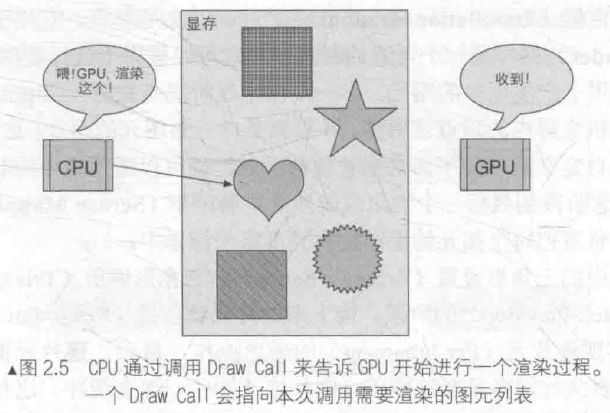 显存
喂!GPU, 渲染
这个!
收到!
CPU
GPU
▲图 2.5 CPU 通过调用 Draw Call 来告诉 GPU 开始进行一个渲染过程。
个 Draw Call 会指向本次调用需要渲染的图元列表